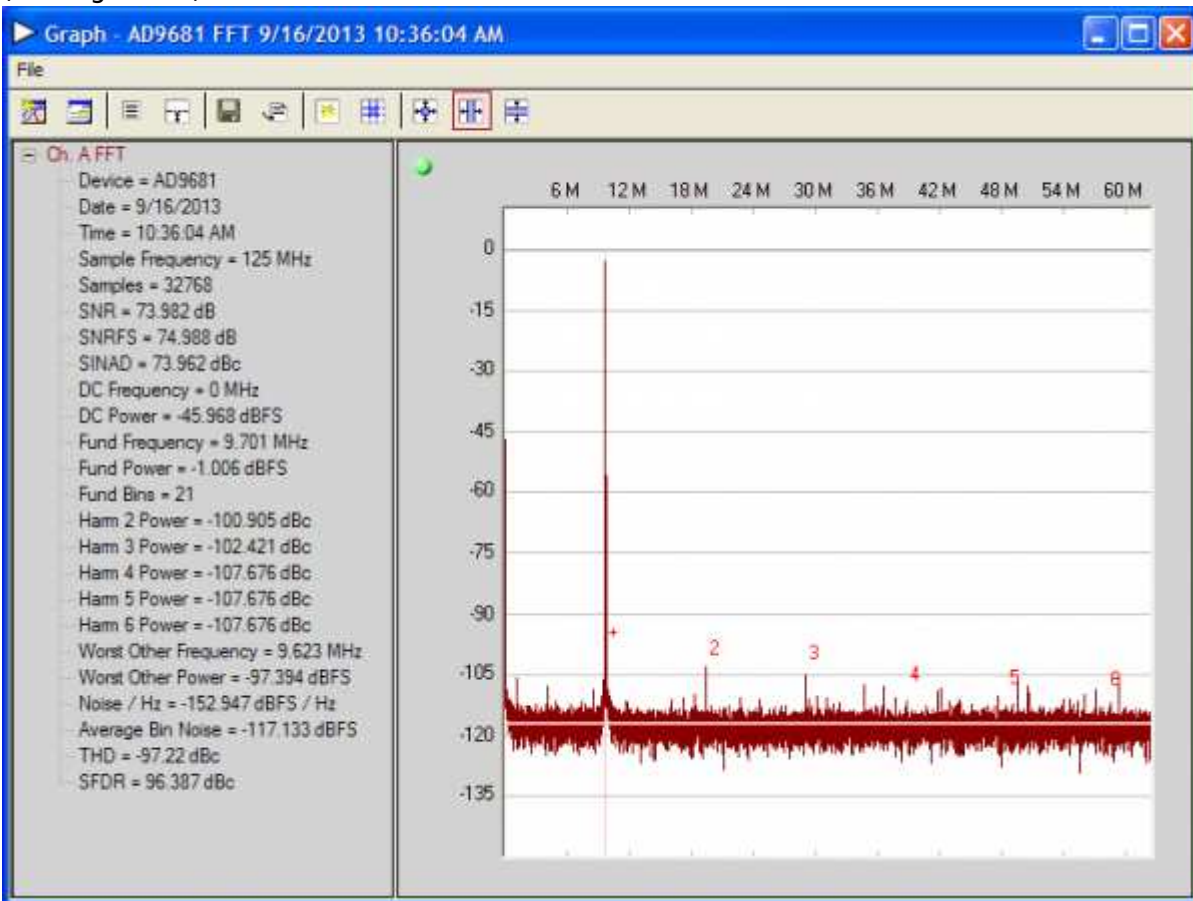 Graph - AD9681 FFT 9/16/2013 10:36:04 AM
File
Ch. A FFT
Device = AD9681
Date = 9/16/2013
Time = 10:36:04 AM
Sample Frequency = 125 MHz
Samples = 32768
SNR = 73.982 dB
SNRFS = 74.988 dB
SINAD = 73.962 dBc
DC Frequency = 0 MHz
DC Power = -45.968 dBFS
Fund Frequency = 9.701 MHz
Fund Power = -1.006 dBFS
Fund Bins = 21
Harm 2 Power = -100.905 dBc
Harm 3 Power = -102.421 dBc
Harm 4 Power = -107.676 dBc
Harm 5 Power = -107.676 dBc
Harm 6 Power = -107.676 dBc
Worst Other Frequency = 9.623 MHz
Worst Other Power = -97.394 dBFS
Noise / Hz = -152.947 dBFS / Hz
Average Bin Noise = -117.133 dBFS
THD = -97.22 dBc
SFDR = 96.387 dBc
6 M 12 M 18 M 24 M 30 M 36 M 42 M 48 M 54 M 60 M
0
-15
-30
-45
-60
-75
-90
-105
-120
-135
+ 2 3 4 5 6